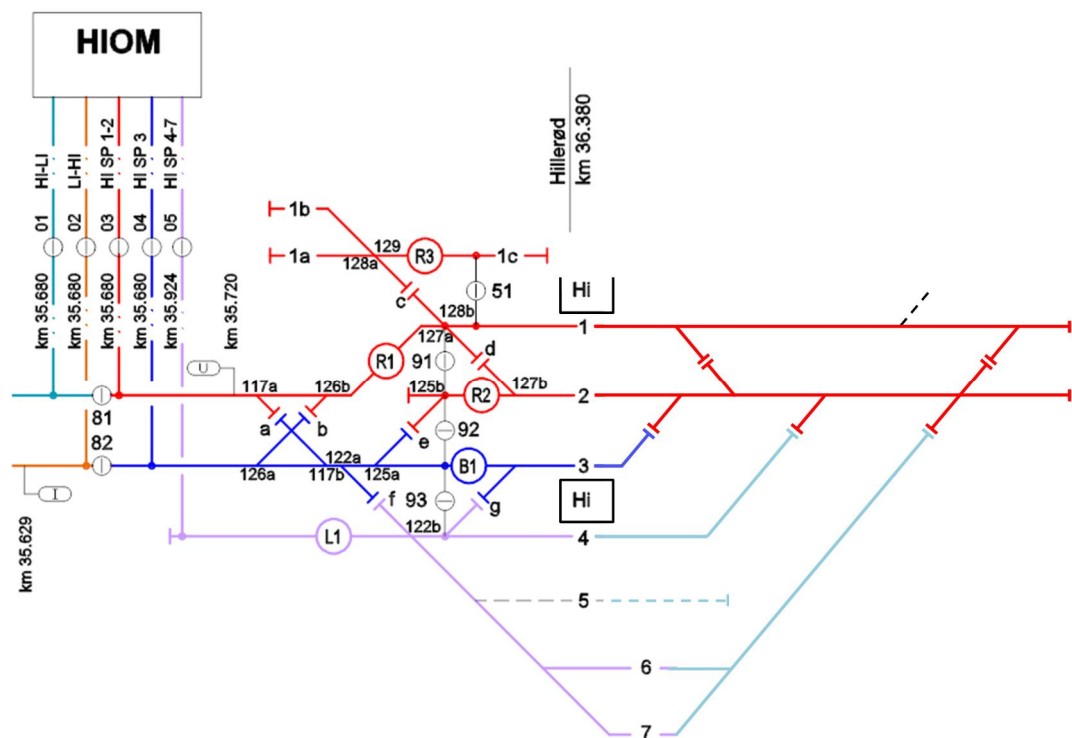 HIOM
HI-LI
LI-HI
HI SP 1-2
HI SP 3
HI SP 4-7
01
02
03
04
05
km 35.680
km 35.680
km 35.680
km 35.680
km 35.924
km 35.720
Hillerød
km 36.380
1b
1a
129
R3
1c
128a
c
51
Hi
128b
1
127a
R1
91
d
U
117a
126b
125b
R2
127b
2
81
a
b
e
92
82
122a
126a
117b
125a
B1
3
I
f
93
g
Hi
km 35.629
L1
122b
4
5
6
7